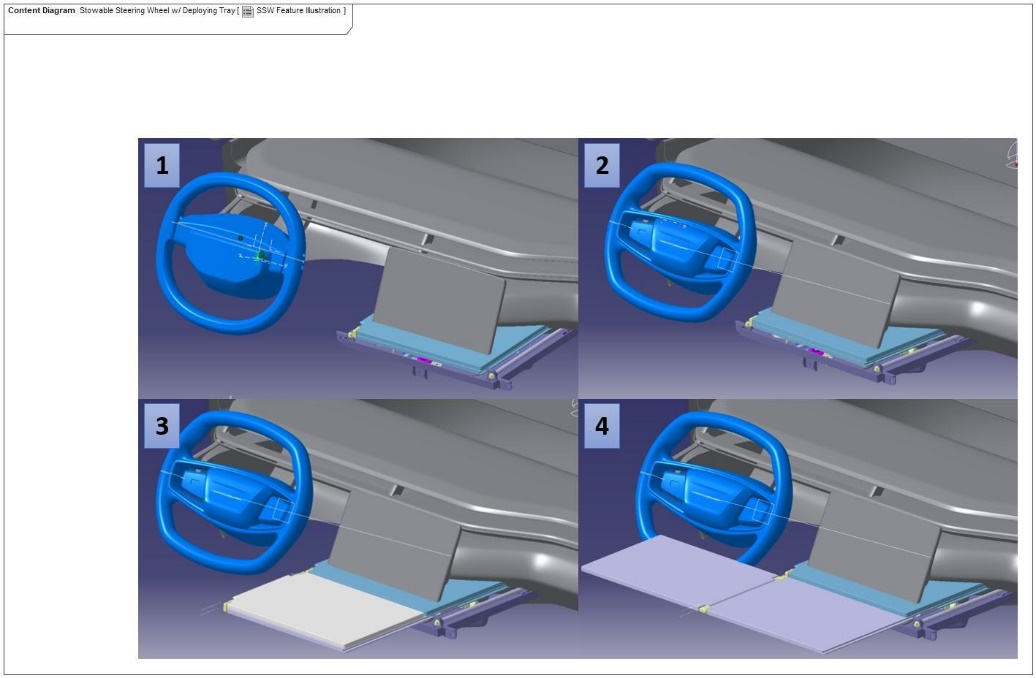 Content Diagram Stowable Steering Wheel w/ Deploying Tray [ SSW Feature Illustration ]
1
2
3
4